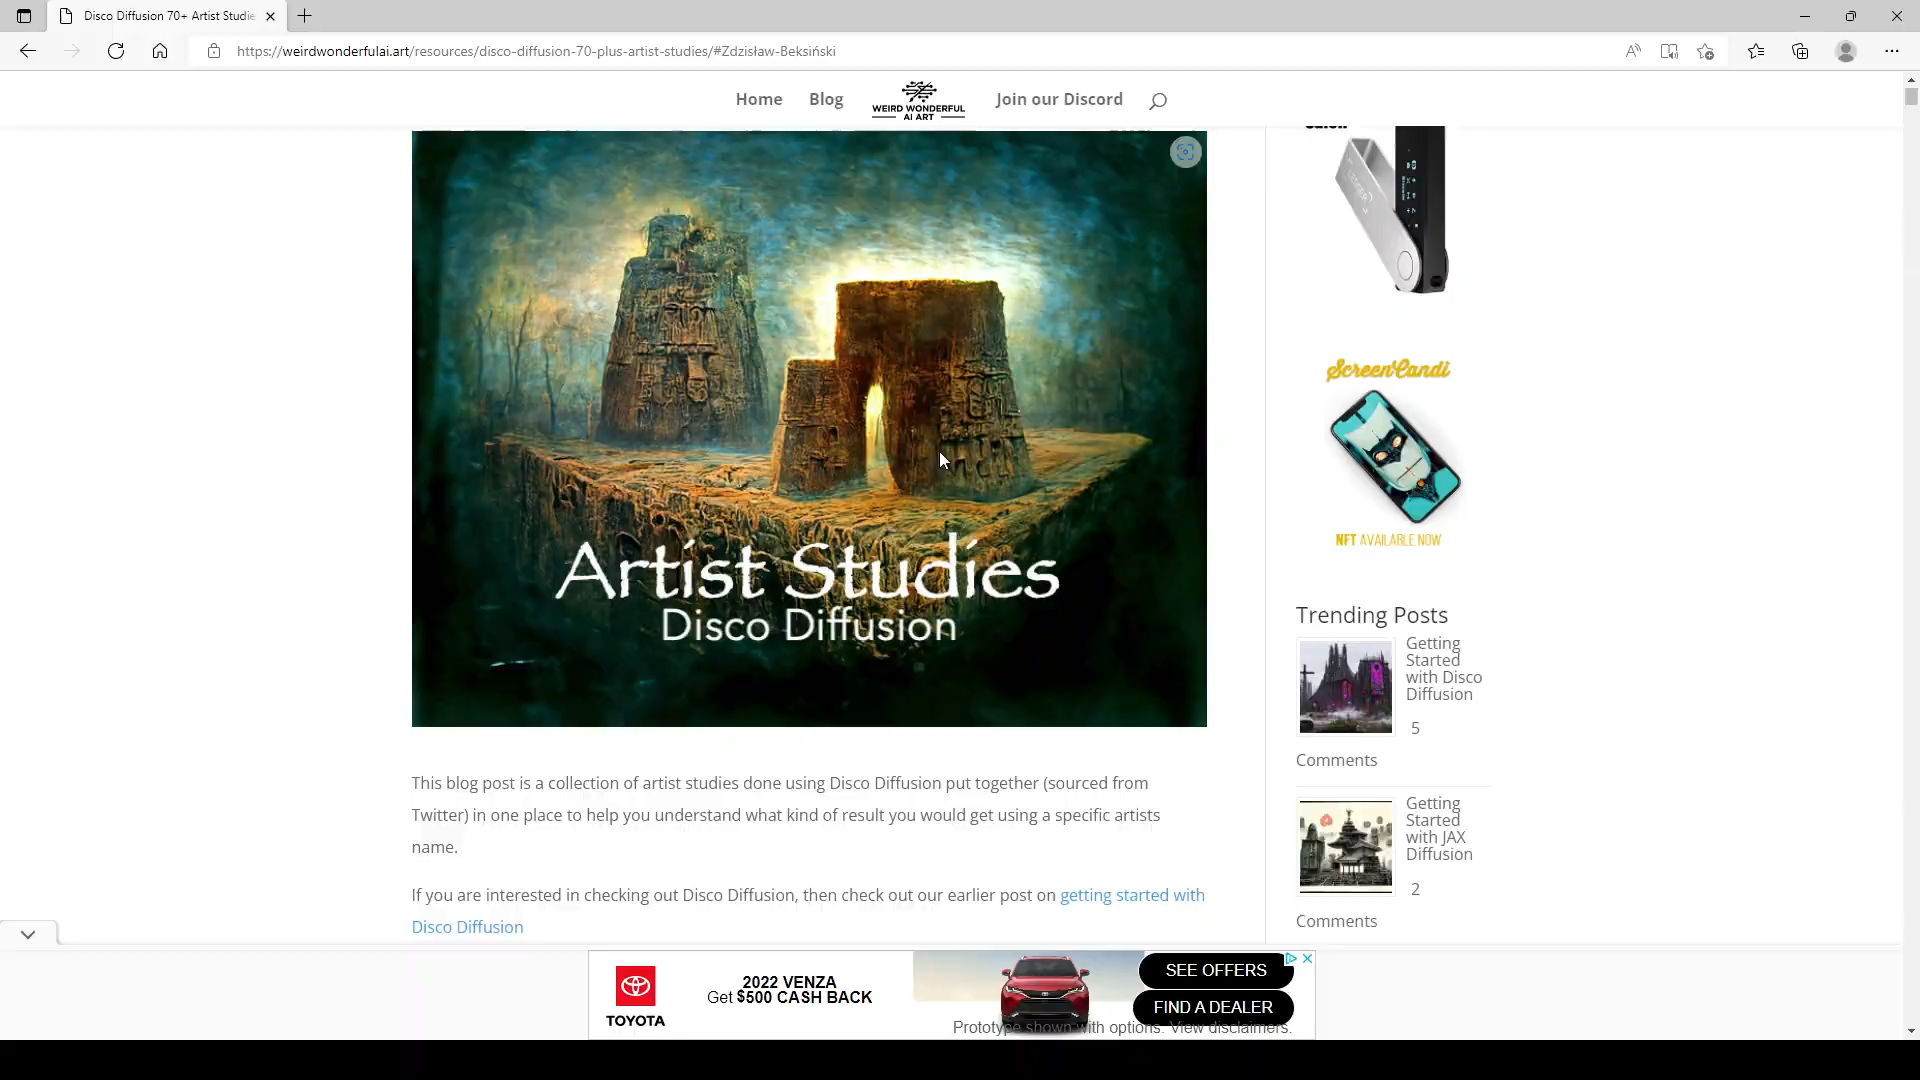 Disco Diffusion 70+ Artist Studie
https://weirdwonderfulai.art/resources/disco-diffusion-70-plus-artist-studies/#Zdzisław-Beksiński
Home
Blog
WEIRD WONDERFUL
AI ART
Join our Discord
Artist Studies
Disco Diffusion
This blog post is a collection of artist studies done using Disco Diffusion put together (sourced from
Twitter) in one place to help you understand what kind of result you would get using a specific artists
name.
If you are interested in checking out Disco Diffusion, then check out our earlier post on getting started with
Disco Diffusion
ScreenCandi
NFT AVAILABLE NOW
Trending Posts
Getting
Started
with Disco
Diffusion
5
Comments
Getting
Started
with JAX
Diffusion
2
Comments
TOYOTA
2022 VENZA
Get $500 CASH BACK
SEE OFFERS
FIND A DEALER
Prototype shown with options. View disclaimers.